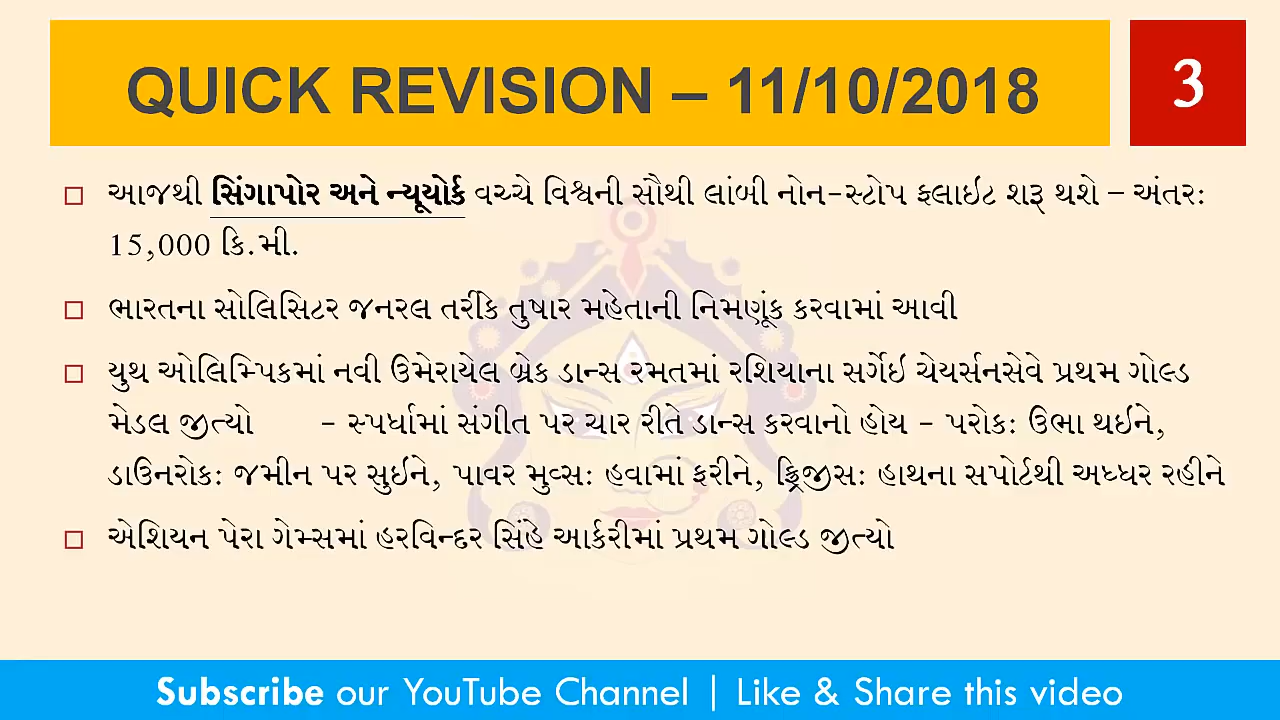 QUICK REVISION – 11/10/2018
3
આજથી સિંગાપોર અને ન્યૂયોર્ક વચ્ચે વિશ્વની સૌથી લાંબી નોન-સ્ટોપ ફ્લાઇટ શરૂ થશે – અંતર:
15,000 કિ.મી.
ભારતના સોલિસિટર જનરલ તરીકે તુષાર મહેતાની નિમણૂંક કરવામાં આવી
યુથ ઓલિમ્પિકમાં નવી ઉમેરાયેલ બ્રેક ડાન્સ રમતમાં રશિયાના સર્ગેઇ ચેયર્સનસેવે પ્રથમ ગોલ્ડ
મેડલ જીત્યો - સ્પર્ધામાં સંગીત પર ચાર રીતે ડાન્સ કરવાનો હોય - પરોક: ઉભા થઇને,
ડાઉનરોક: જમીન પર સુઇને, પાવર મુવ્સ: હવામાં ફરીને, ફ્રિજીસ: હાથના સપોર્ટથી અધ્ધર રહીને
એશિયન પેરા ગેમ્સમાં હરવિન્દર સિંહે આર્કરીમાં પ્રથમ ગોલ્ડ જીત્યો
Subscribe our YouTube Channel | Like & Share this video